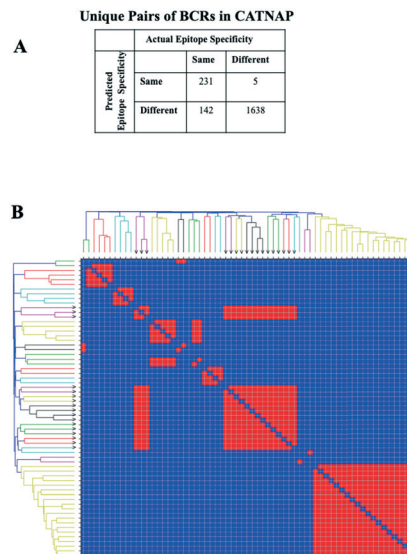 Unique Pairs of BCRs in CATNAP
A
Actual Epitope Specificity
Predicted
Epitope Specificity
Same Different
Same 231 5
Different 142 1638
B